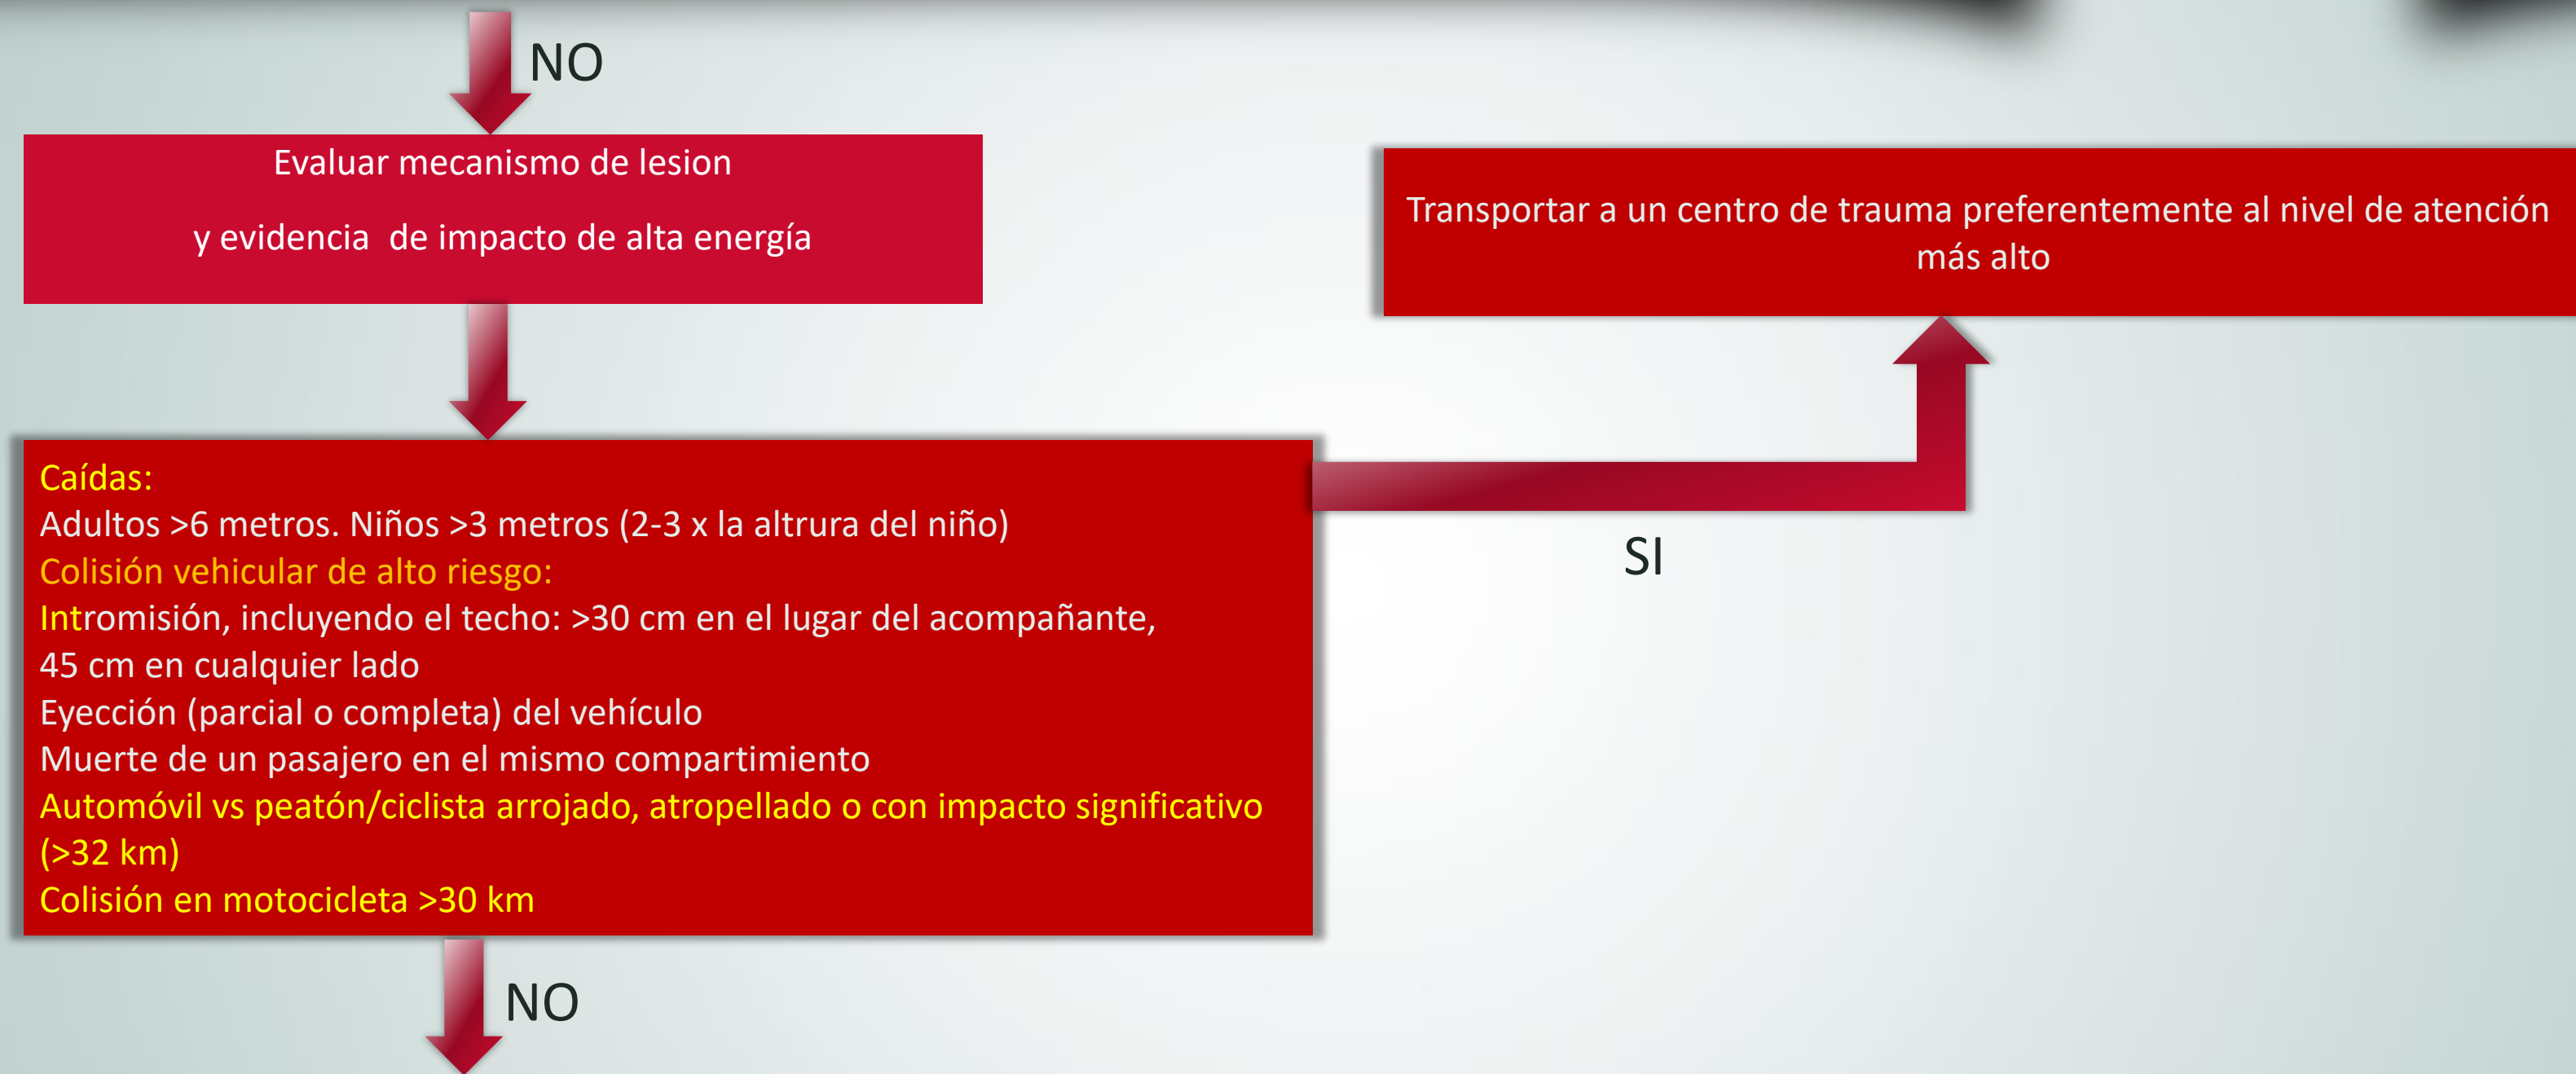 NO
Evaluar mecanismo de lesion
y evidencia de impacto de alta energía
Transportar a un centro de trauma preferentemente al nivel de atención
más alto
Caídas:
Adultos >6 metros. Niños >3 metros (2-3 x la altrura del niño)
Colisión vehicular de alto riesgo:
Intromisión, incluyendo el techo: >30 cm en el lugar del acompañante,
45 cm en cualquier lado
Eyección (parcial o completa) del vehículo
Muerte de un pasajero en el mismo compartimiento
Automóvil vs peatón/ciclista arrojado, atropellado o con impacto significativo
(>32 km)
Colisión en motocicleta >30 km
SI
NO